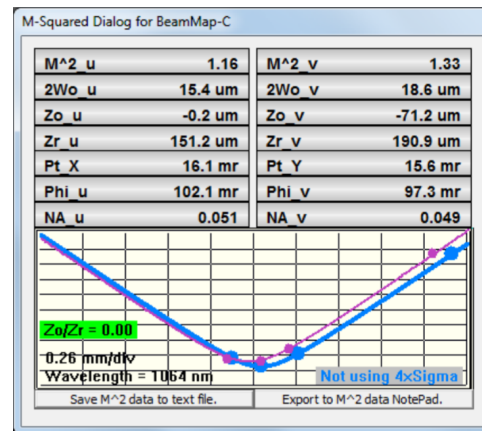 M-Squared Dialog for BeamMap-C
M^2_u 1.16 M^2_v 1.33
2Wo_u 15.4 um 2Wo_v 18.6 um
Zo_u -0.2 um Zo_v -71.2 um
Zr_u 151.2 um Zr_v 190.9 um
Pt_X 16.1 mr Pt_Y 15.6 mr
Phi_u 102.1 mr Phi_v 97.3 mr
NA_u 0.051 NA_v 0.049
Zo/Zr = 0.00
0.26 mm/div
Wavelength = 1064 nm Not using 4xSigma
Save M^2 data to text file. Export to M^2 data NotePad.